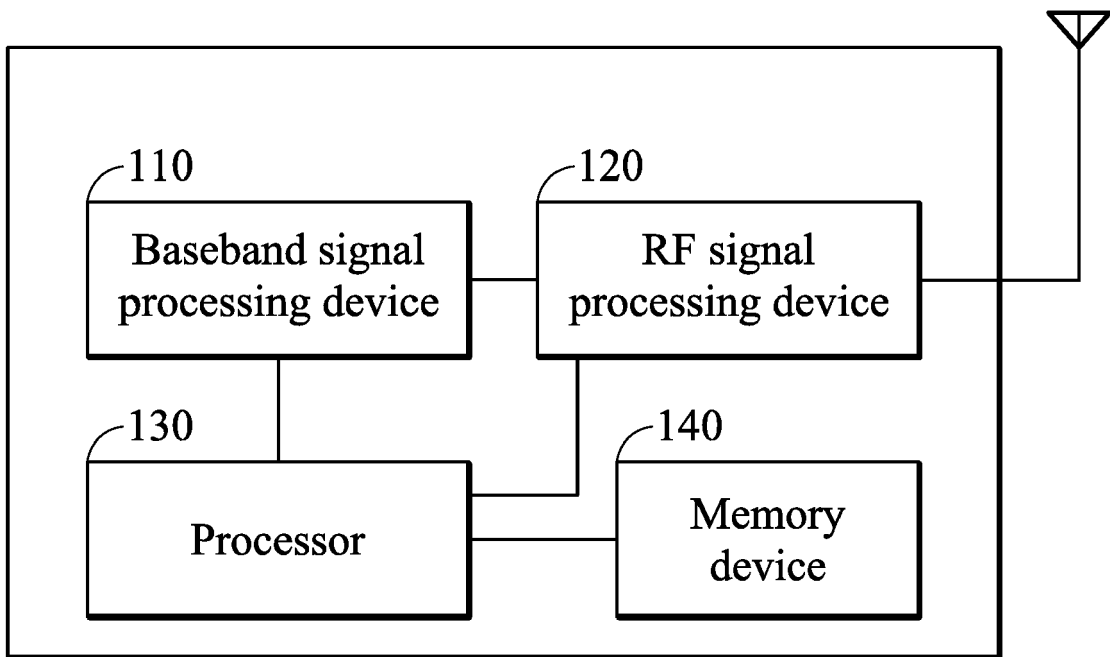 110
Baseband signal
processing device
120
RF signal
processing device
130
Processor
140
Memory
device